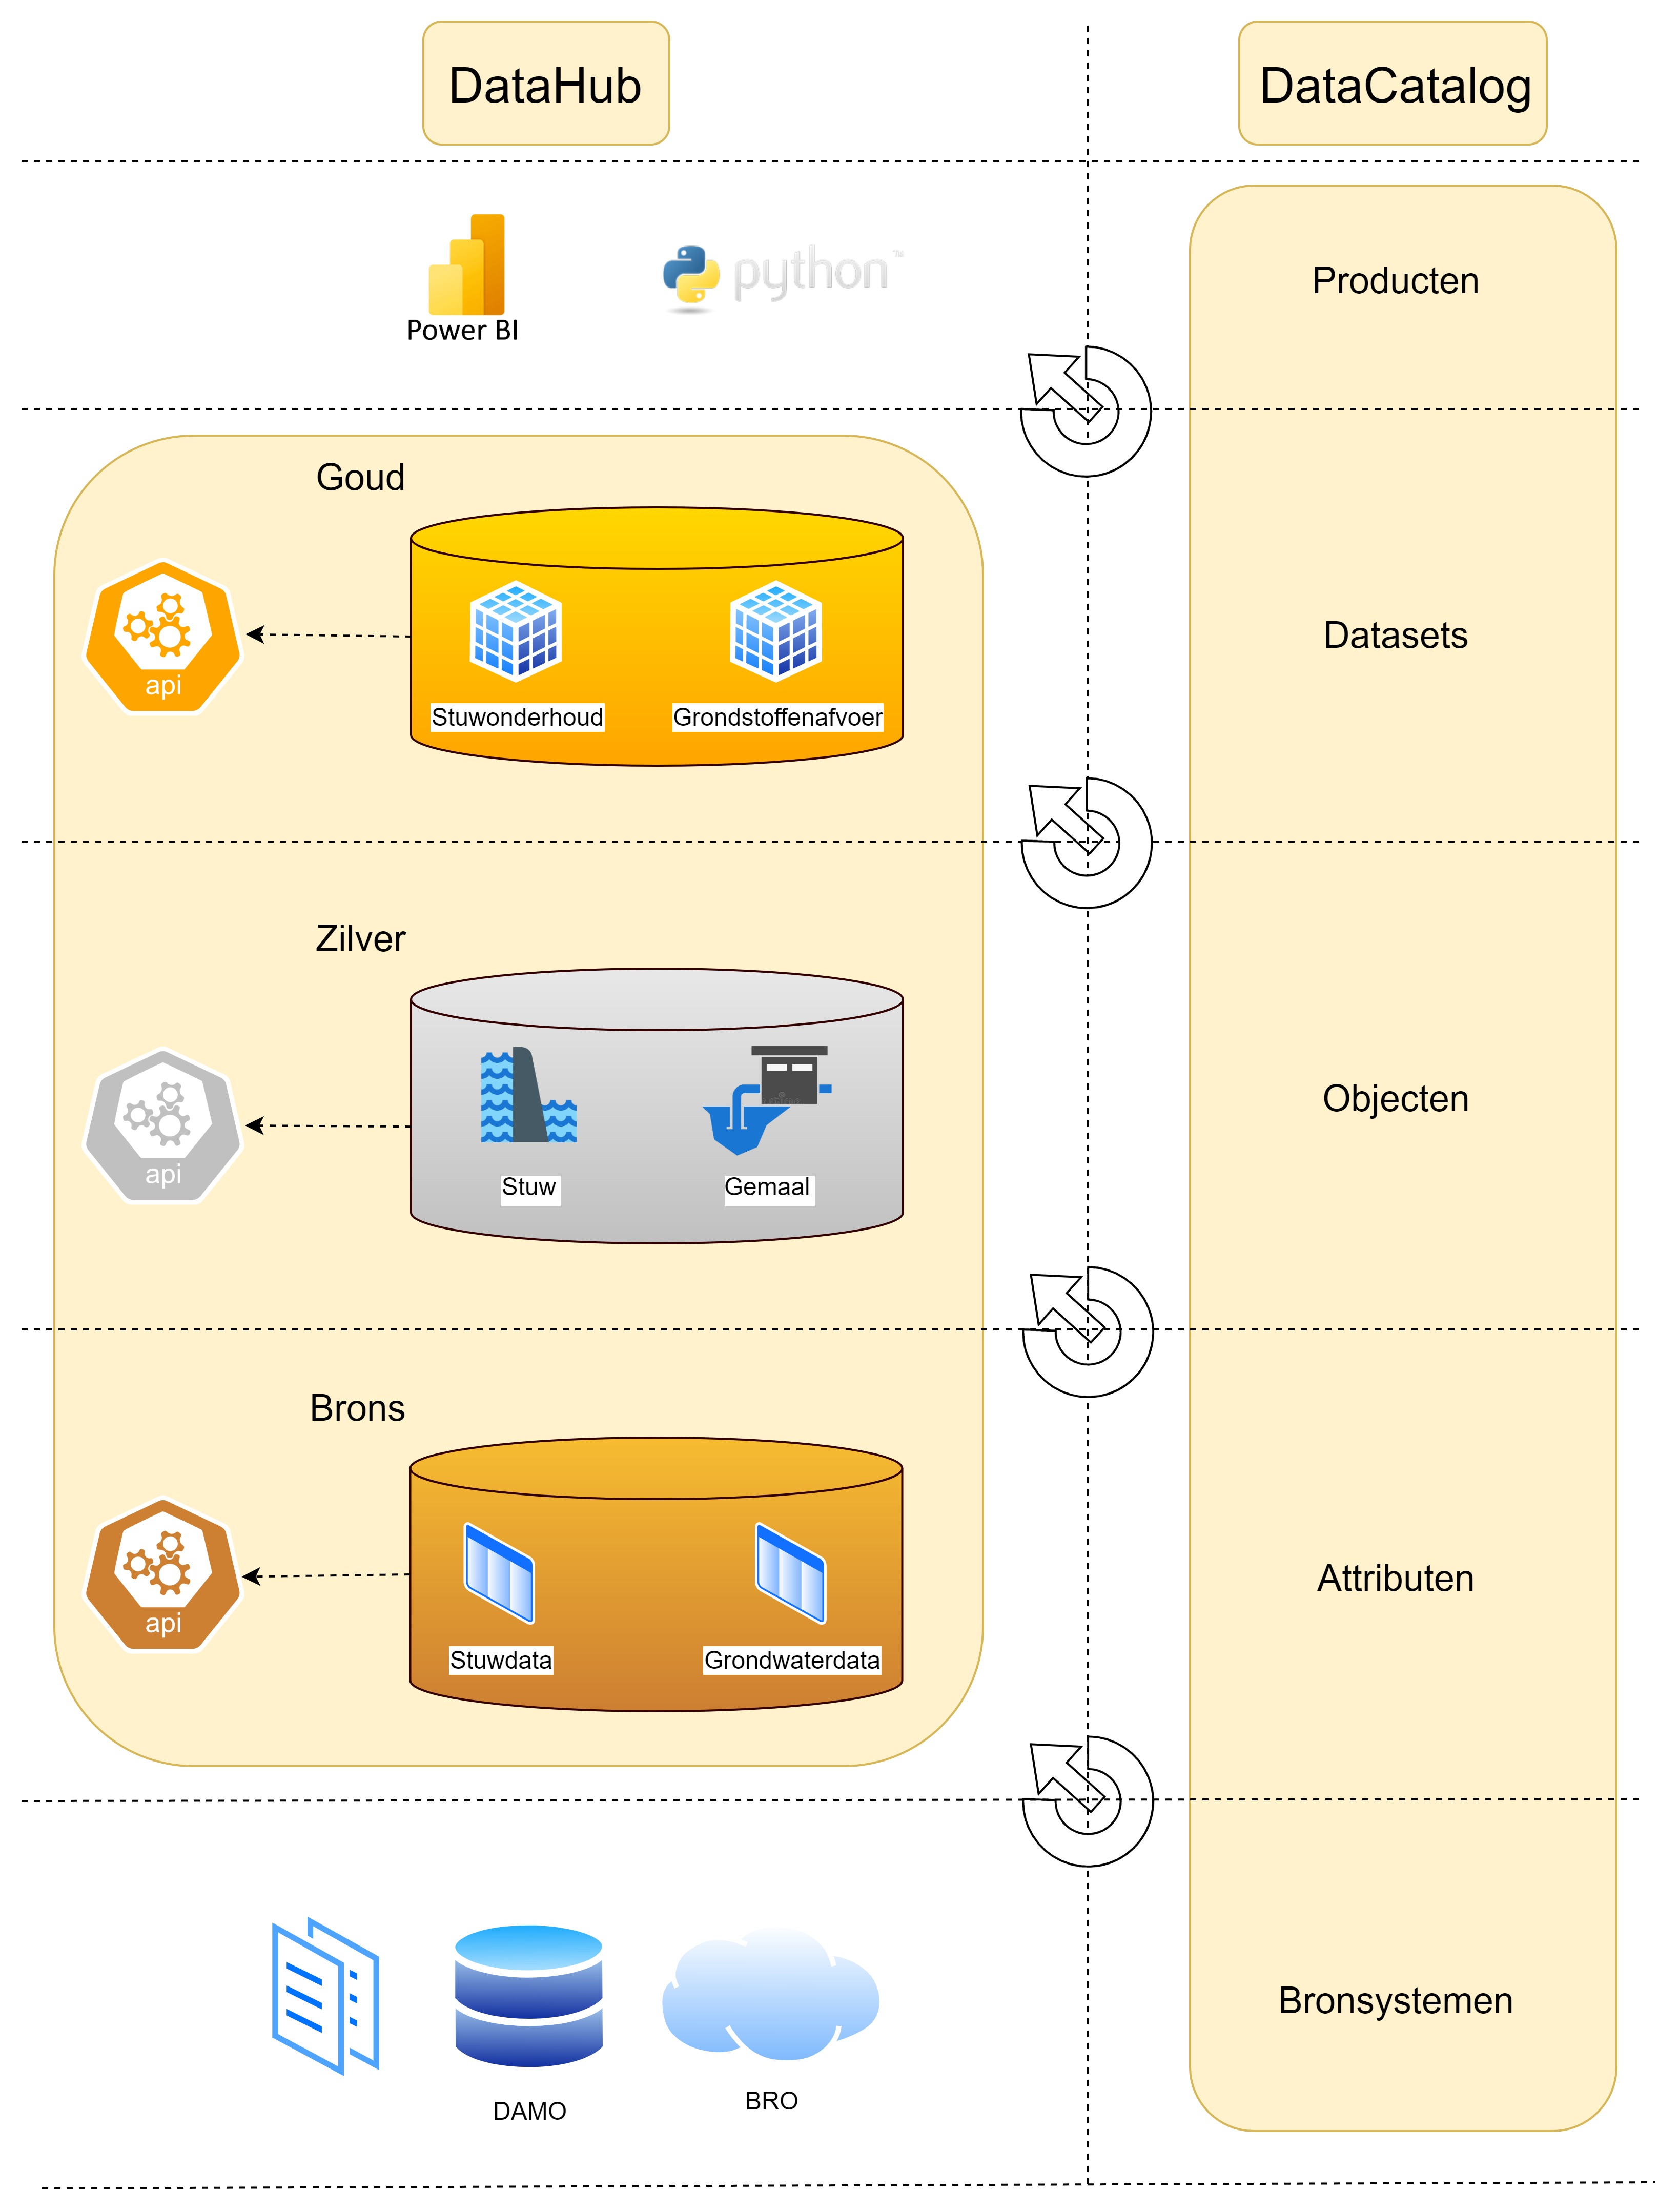 DataHub
DataCatalog
Power BI
python™
Producten
Goud
api
Stuwonderhoud
Grondstoffenafvoer
Datasets
Zilver
api
Stuw
Gemaal
Objecten
Brons
api
Stuwdata
Grondwaterdata
Attributen
DAMO
BRO
Bronsystemen